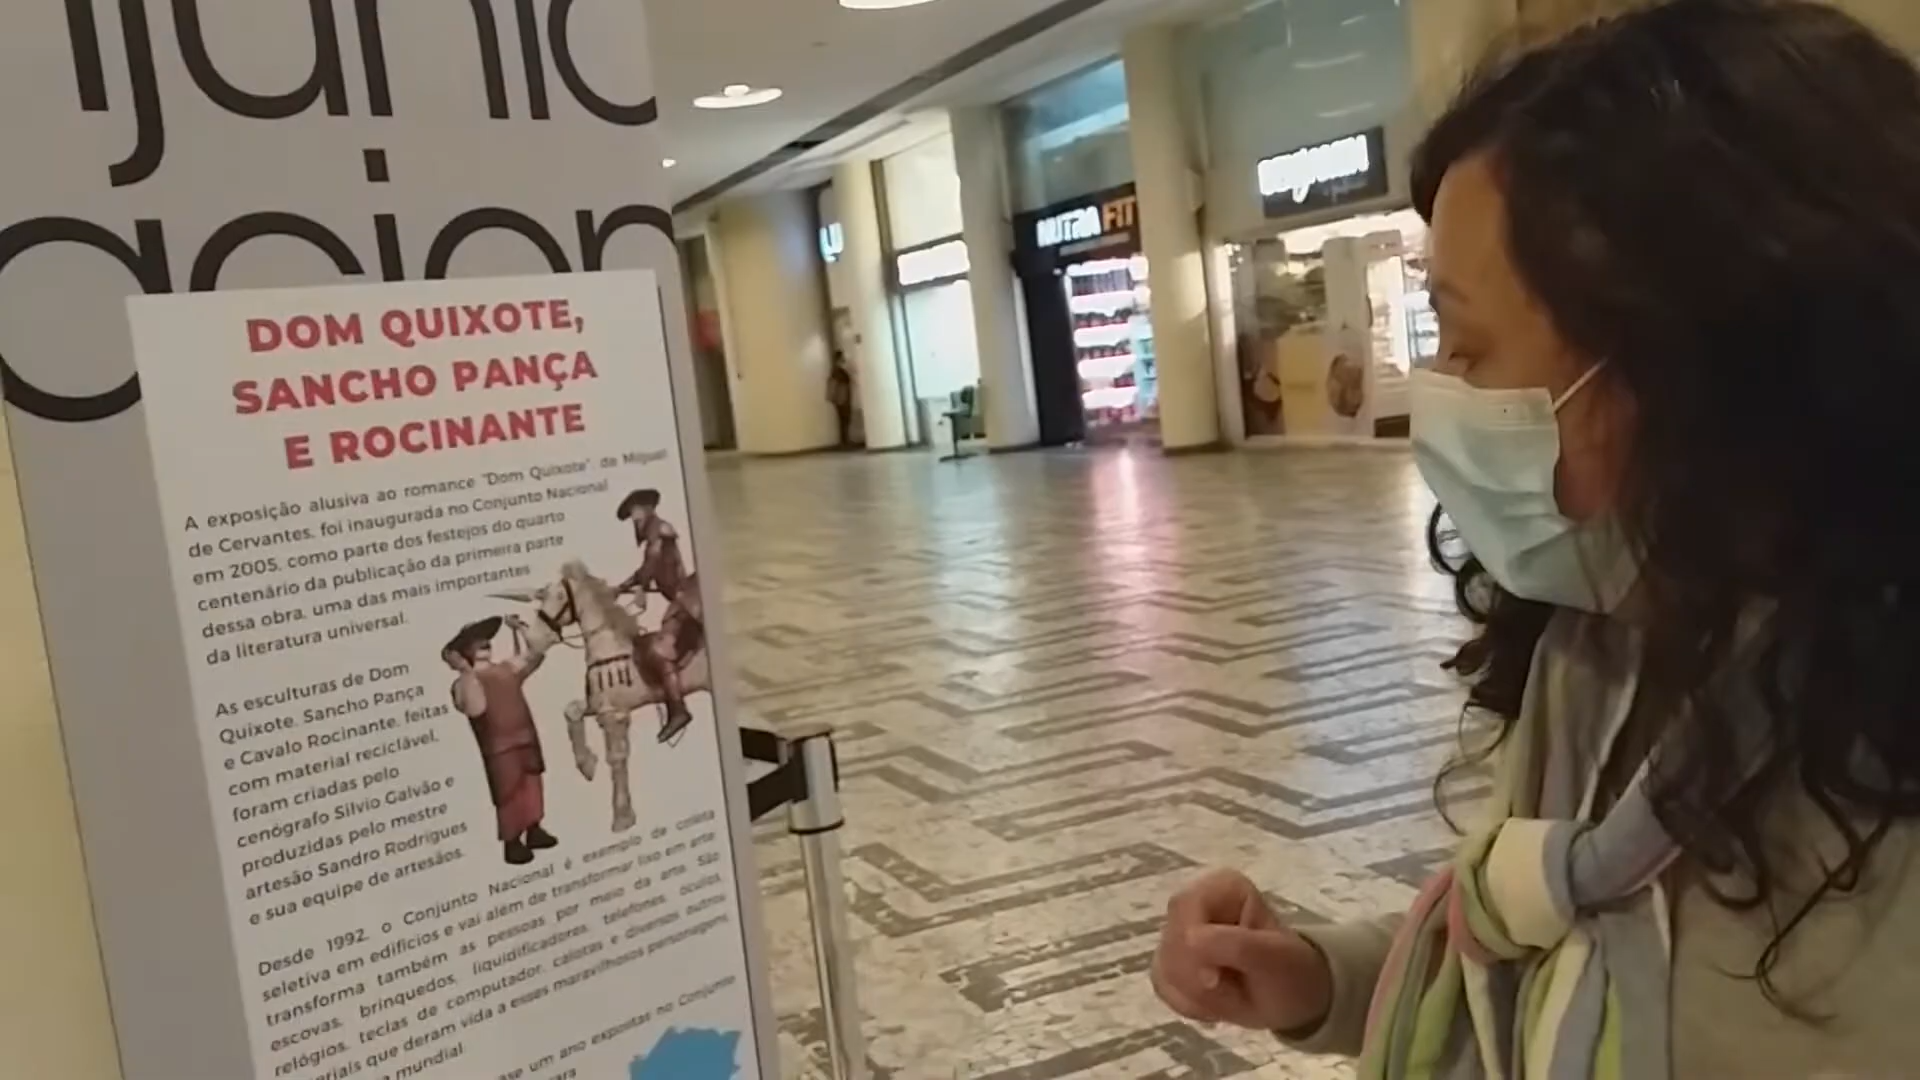 DOM QUIXOTE,
SANCHO PANÇA
E ROCINANTE
A exposição alusiva ao romance "Dom Quixote", de Miguel
de Cervantes, foi inaugurada no Conjunto Nacional
em 2005, como parte dos festejos do quarto
centenário da publicação da primeira parte
dessa obra, uma das mais importantes
da literatura universal.
As esculturas de Dom
Quixote, Sancho Pança
e Cavalo Rocinante, feitas
com material reciclável,
foram criadas pelo
cenógrafo Silvio Galvão e
produzidas pelo mestre
artesão Sandro Rodrigues
e sua equipe de artesãos.
Desde 1992, o Conjunto Nacional é exemplo de coleta
seletiva em edifícios e vai além de transformar lixo em arte:
transforma também as pessoas por meio da arte. São
escovas, brinquedos, liquidificadores, telefones, óculos,
relógios, teclas de computador, calotas e diversos outros
que deram vida a esses maravilhosos personagens
mundial.
um ano expostas no Conjunto
NUTRA FIT